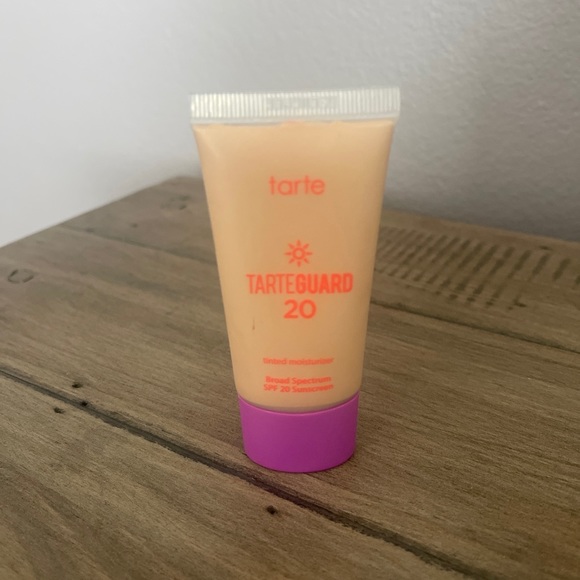 tarte
TARTEGUARD
20
tinted moisturizer
Broad Spectrum
SPF 20 Sunscreen